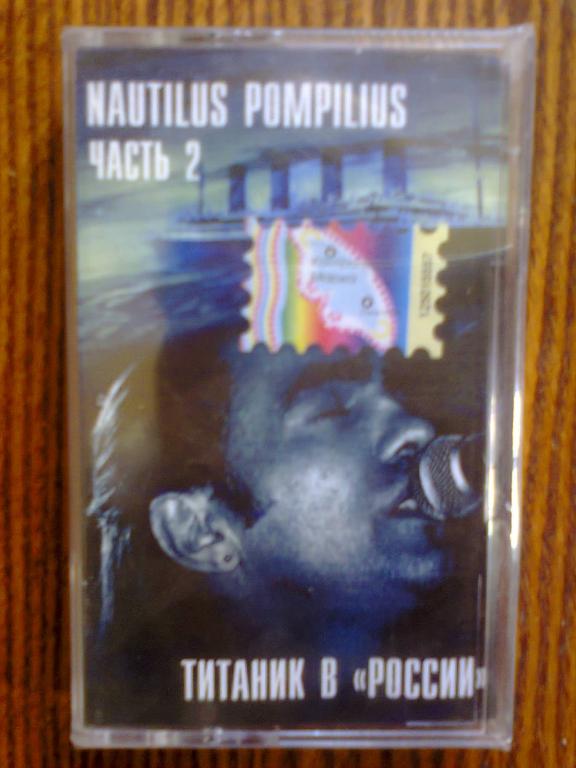 NAUTILUS POMPILIUS
ЧАСТЬ 2
ТИТАНИК В «РОССИИ»